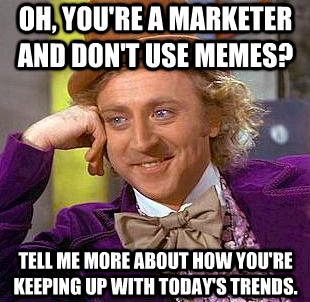 OH, YOU'RE A MARKETER
AND DON'T USE MEMES?
TELL ME MORE ABOUT HOW YOU'RE
KEEPING UP WITH TODAY'S TRENDS.